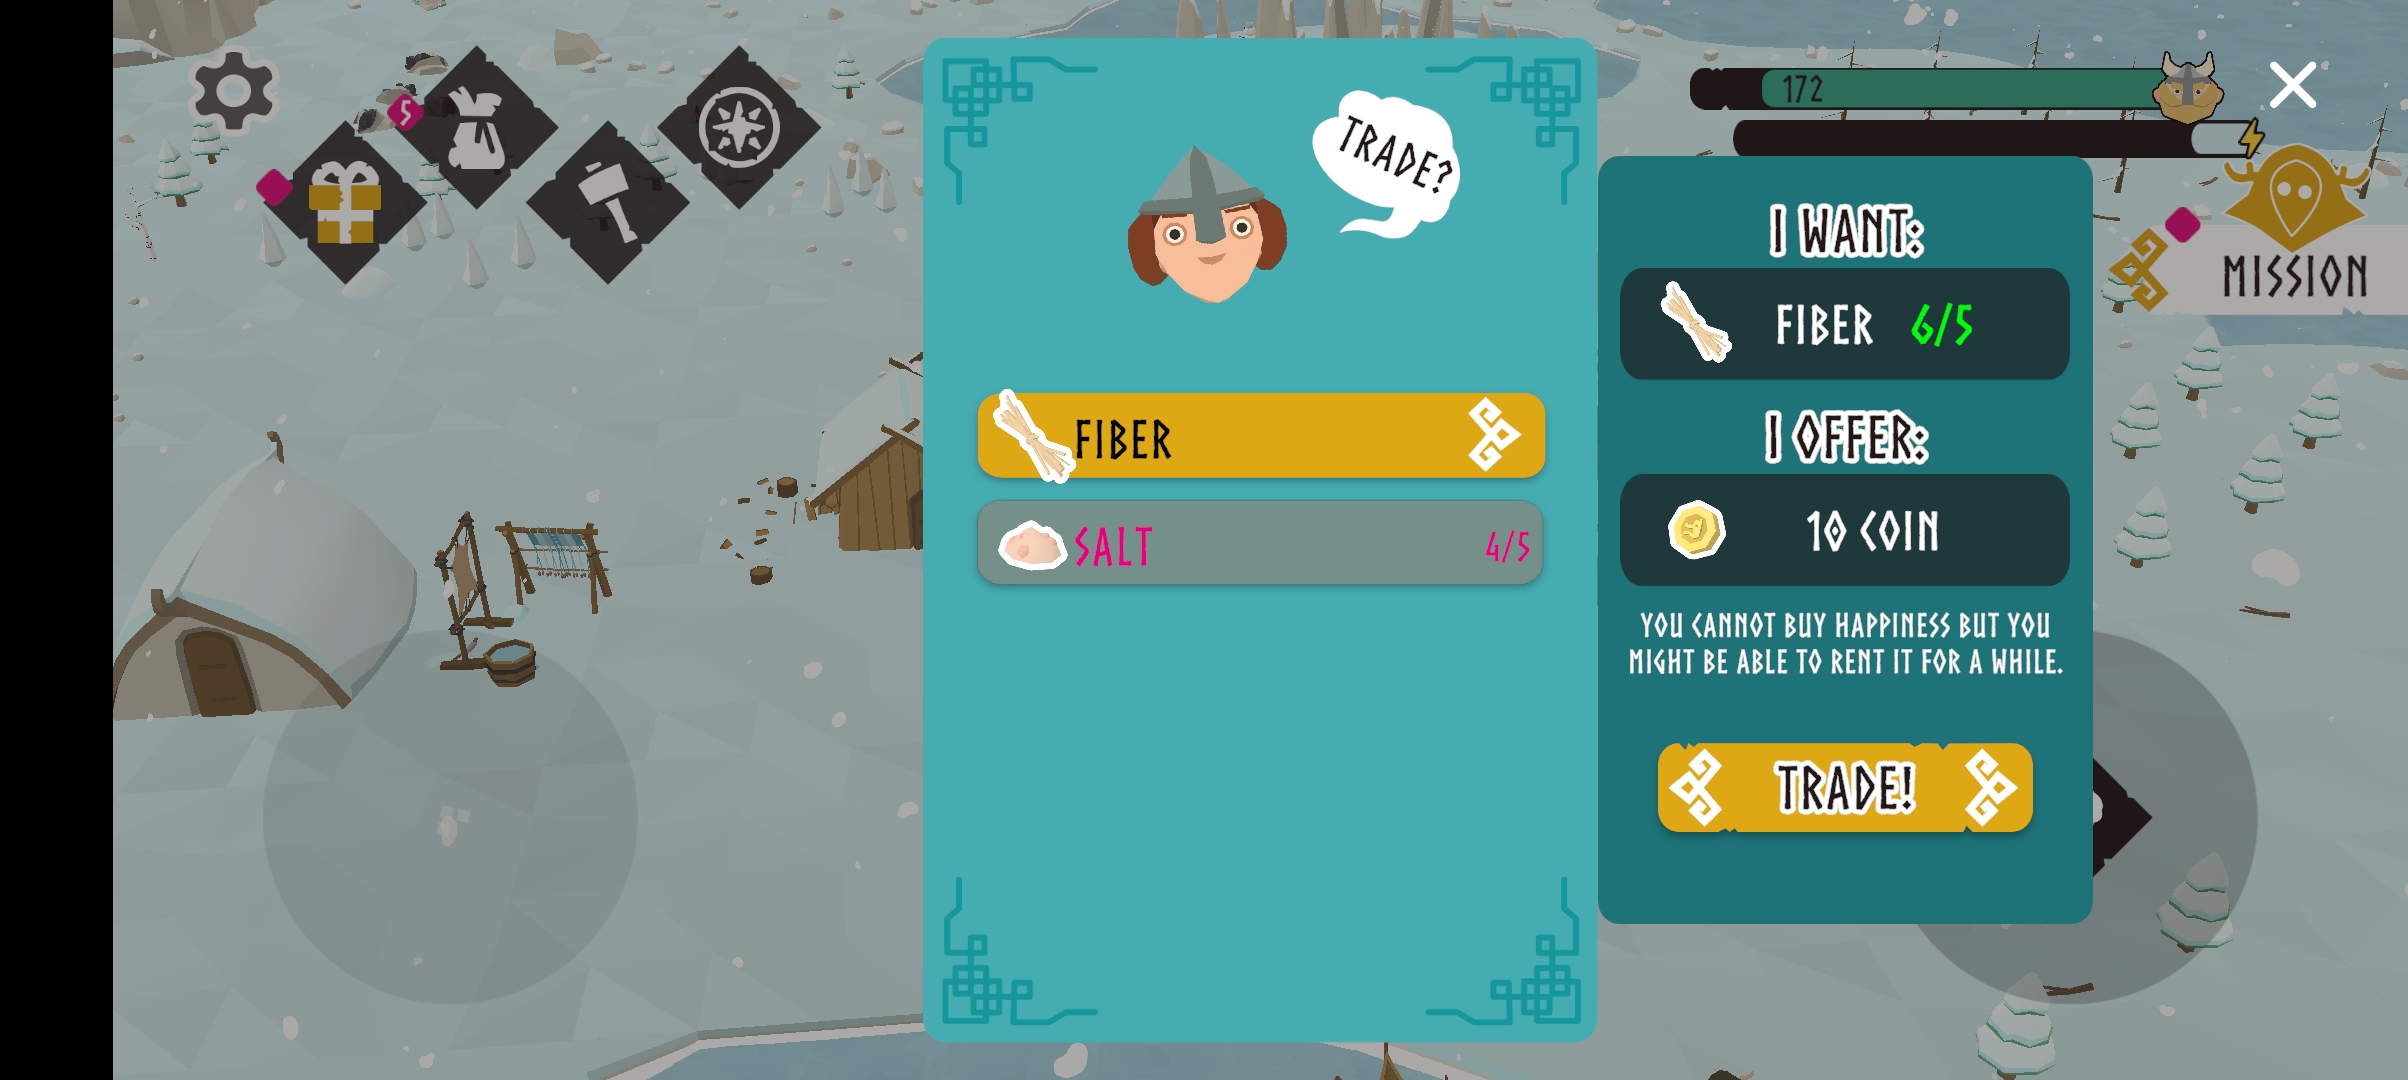 5
TRADE?
172
MISSION
FIBER
SALT 4/5
I WANT:
FIBER 6/5
I OFFER:
10 COIN
YOU CANNOT BUY HAPPINESS BUT YOU
MIGHT BE ABLE TO RENT IT FOR A WHILE.
TRADE!